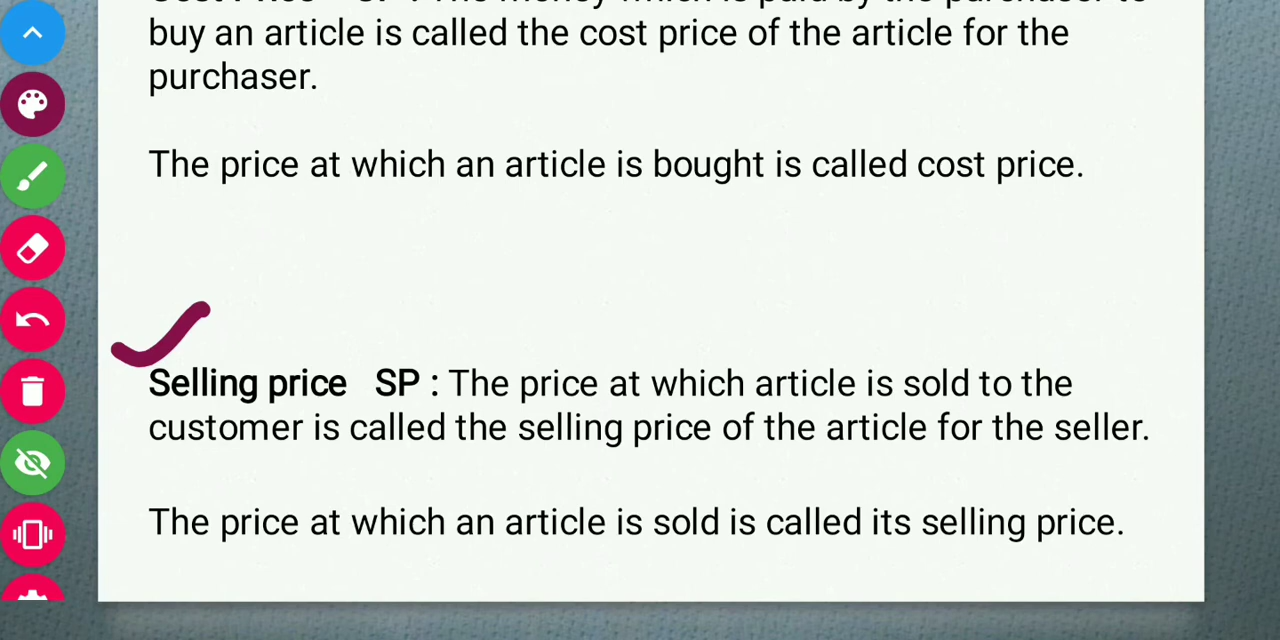 buy an article is called the cost price of the article for the
purchaser.
The price at which an article is bought is called cost price.
Selling price SP : The price at which article is sold to the
customer is called the selling price of the article for the seller.
The price at which an article is sold is called its selling price.